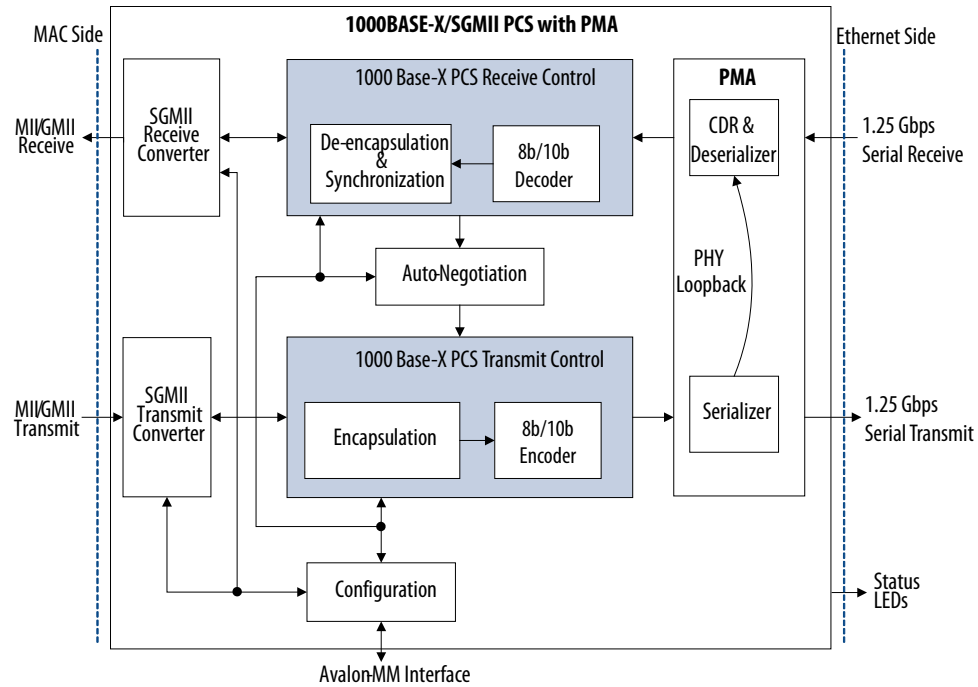 1000BASE-X/SGMII PCS with PMA
MAC Side
Ethernet Side
1000 Base-X PCS Receive Control
PMA
MII/GMII
Receive
SGMII
Receive
Converter
De-encapsulation
&
Synchronization
8b/10b
Decoder
CDR &
Deserializer
1.25 Gbps
Serial Receive
Auto-Negotiation
PHY
Loopback
1000 Base-X PCS Transmit Control
MII/GMII
Transmit
SGMII
Transmit
Converter
Encapsulation
8b/10b
Encoder
Serializer
1.25 Gbps
Serial Transmit
Configuration
Status
LEDs
Avalon-MM Interface